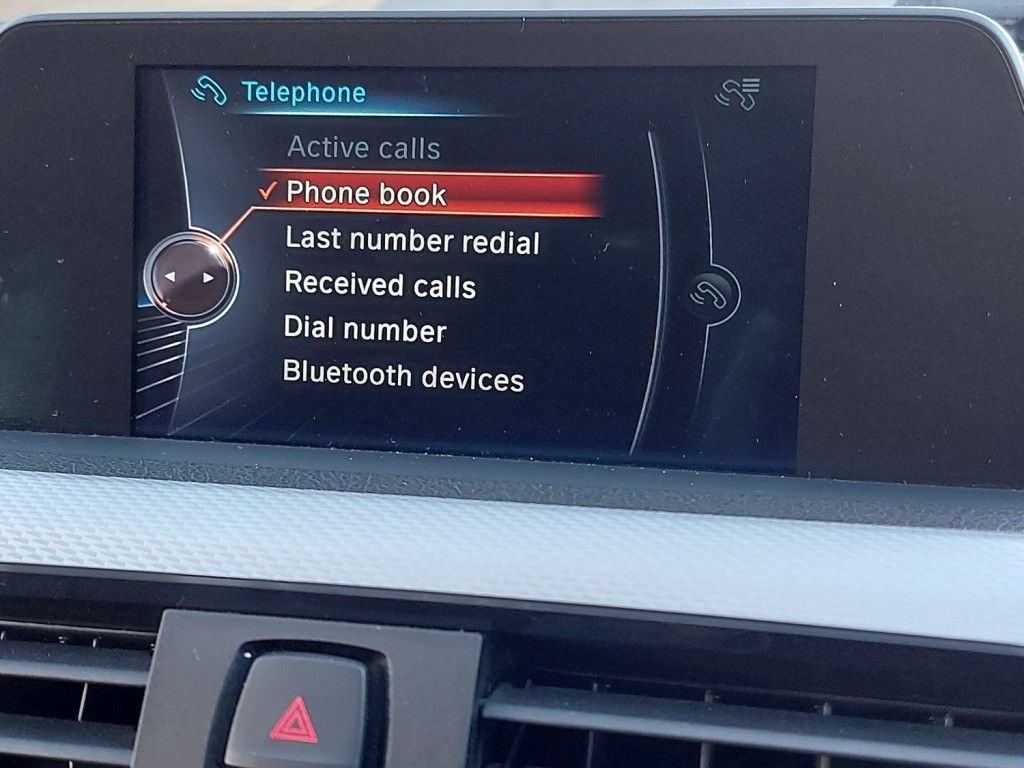 Telephone
Active calls
Phone book
Last number redial
Received calls
Dial number
Bluetooth devices